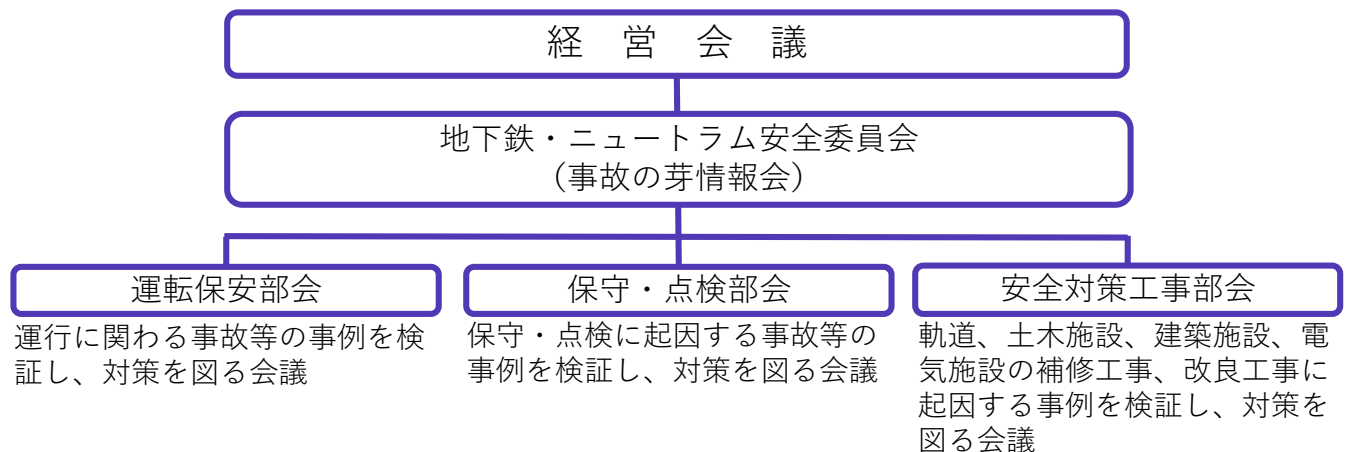 経　営　会　議
地下鉄・ニュートラム安全委員会
（事故の芽情報会）
運転保安部会
運行に関わる事故等の事例を検
証し、対策を図る会議
保守・点検部会
保守・点検に起因する事故等の
事例を検証し、対策を図る会議
安全対策工事部会
軌道、土木施設、建築施設、電
気施設の補修工事、改良工事に
起因する事例を検証し、対策を
図る会議